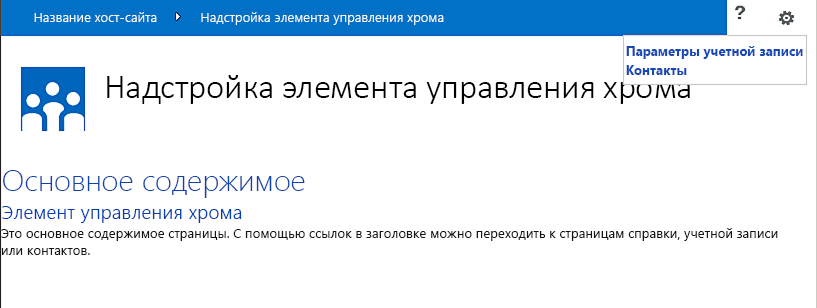 Название хост-сайта Надстройка элемента управления хрома ?
Параметры учетной записи
Контакты
Надстройка элемента управления хрома
Основное содержимое
Элемент управления хрома
Это основное содержимое страницы. С помощью ссылок в заголовке можно переходить к страницам справки, учетной записи
или контактов.